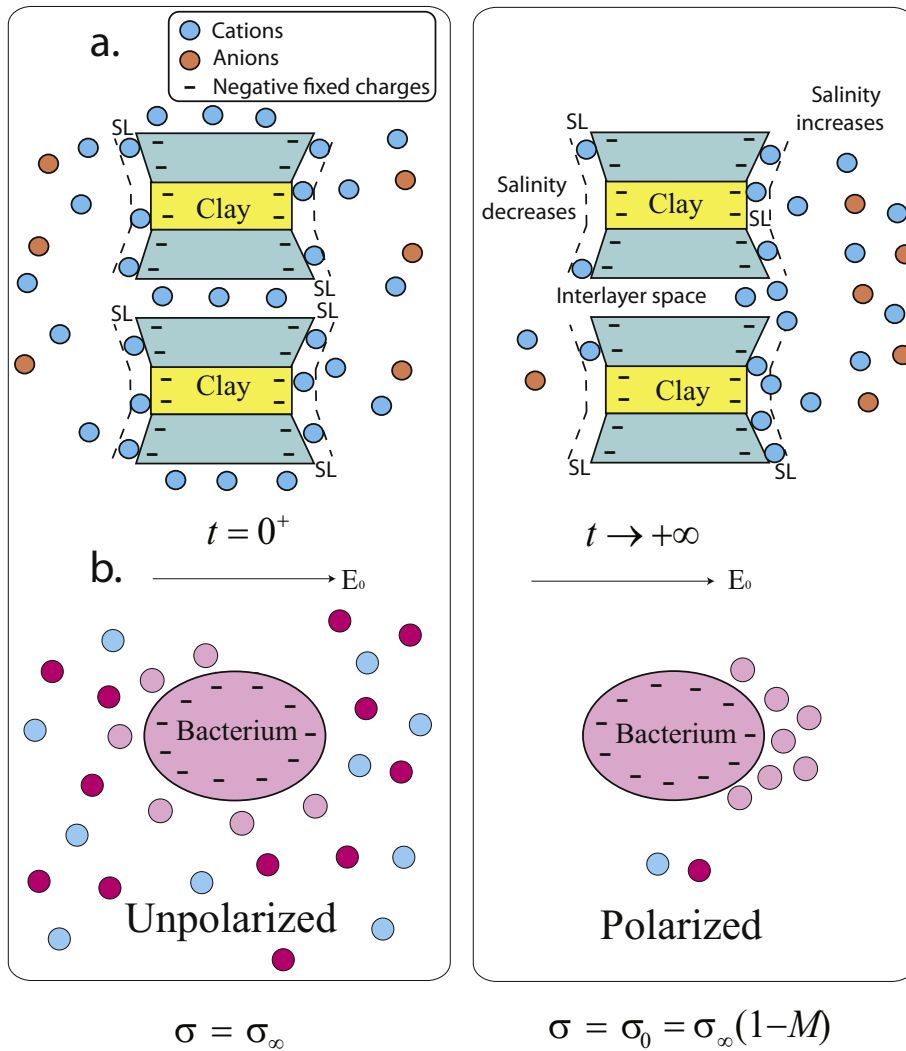 a.
Cations
Anions
Negative fixed charges
SL
Clay
SL
SL
Clay
SL
t = 0⁺
SL
Salinity
increases
Salinity
decreases
Clay
SL
Interlayer space
Clay
SL
SL
t → +∞
b.
E₀
Bacterium
Unpolarized
E₀
Bacterium
Polarized
σ = σ∞
σ = σ₀ = σ∞(1−M)